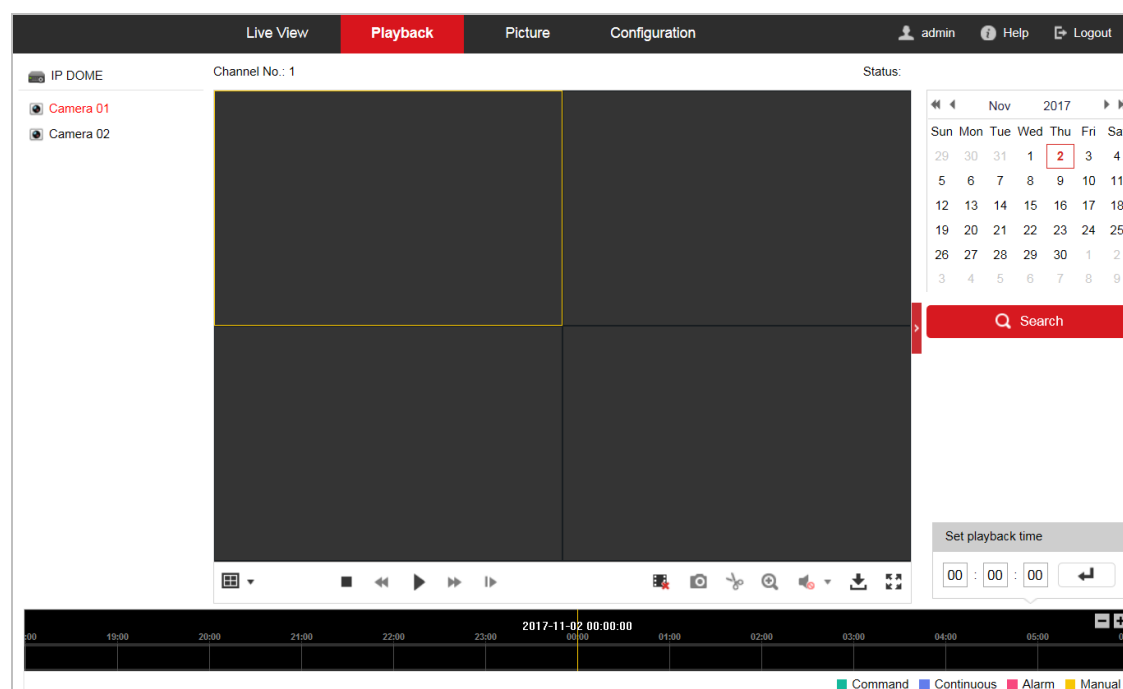 Live View Playback Picture Configuration admin Help Logout
IP DOME
Camera 01
Camera 02
Channel No.: 1 Status:
Nov 2017
Sun Mon Tue Wed Thu Fri Sa
29 30 31 1 2 3 4
5 6 7 8 9 10 11
12 13 14 15 16 17 18
19 20 21 22 23 24 25
26 27 28 29 30 1 2
3 4 5 6 7 8 9
Search
Set playback time
00 : 00 : 00
2017-11-02 00:00:00
:00 19:00 20:00 21:00 22:00 23:00 00:00 01:00 02:00 03:00 04:00 05:00 0
Command Continuous Alarm Manual